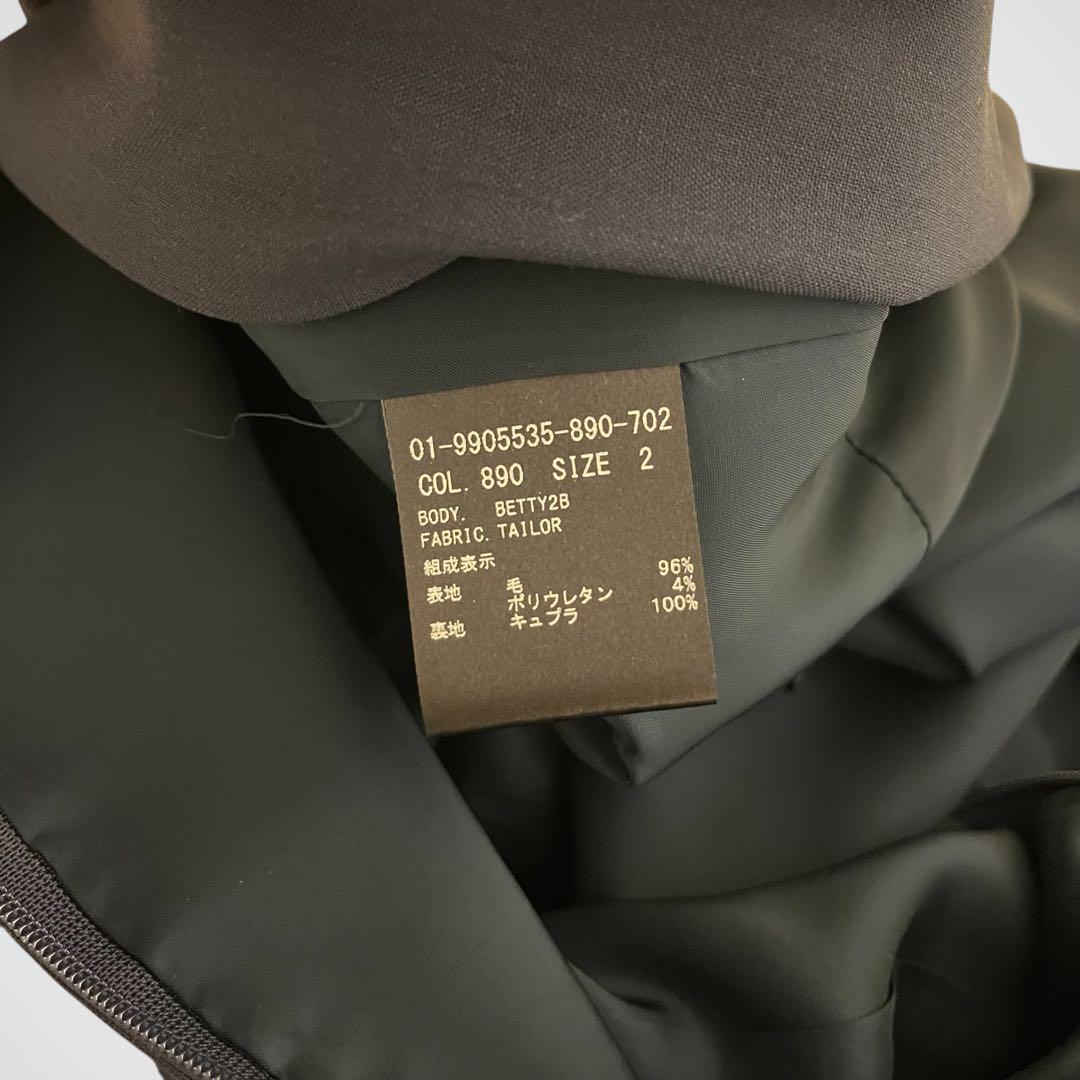 01-9905535-890-702
COL. 890 SIZE 2
BODY. BETTY2B
FABRIC. TAILOR
組成表示
表地 毛 96%
ポリウレタン 4%
裏地 キュプラ 100%